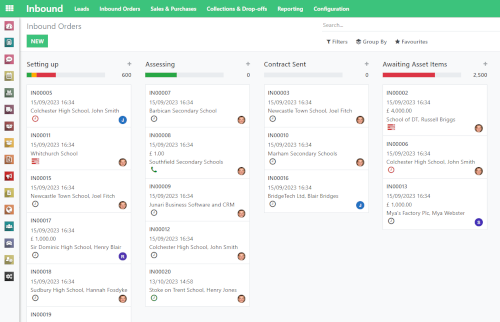 Inbound Leads Inbound Orders Sales & Purchases Collections & Drop-offs Reporting Configuration
Inbound Orders
Search...
NEW
Filters Group By Favourites
Setting up +
600
IN00005
15/09/2023 16:34
Colchester High School, John Smith
J
IN00011
15/09/2023 16:34
Whitchurch School
IN00015
15/09/2023 16:34
Newcastle Town School, Joel Fitch
IN00017
15/09/2023 16:34
£ 1,000.00
Sir Dominic High School, Henry Blair
N
IN00018
15/09/2023 16:34
Sudbury High School, Hannah Fosdyke
IN00019
Assessing +
0
IN00007
15/09/2023 16:34
Barbican Secondary School
IN00008
15/09/2023 16:34
£ 1.00
Southfield Secondary Schools
IN00009
15/09/2023 16:34
Junari Business Software and CRM
IN00012
15/09/2023 16:34
Colchester High School, John Smith
IN00020
13/10/2023 14:58
Stoke on Trent School, Henry Jones
Contract Sent +
0
IN00003
15/09/2023 16:34
Newcastle Town School, Joel Fitch
IN00010
15/09/2023 16:34
Marham Secondary Schools
IN00016
15/09/2023 16:34
BridgeTech Ltd, Blair Bridges
J
Awaiting Asset Items +
2,500
IN00002
15/09/2023 16:34
£ 4,000.00
School of DT, Russell Briggs
IN00006
15/09/2023 16:34
Colchester High School, John Smith
IN00013
15/09/2023 16:34
£ 1,000.00
Mya's Factory Plc, Mya Webster
S